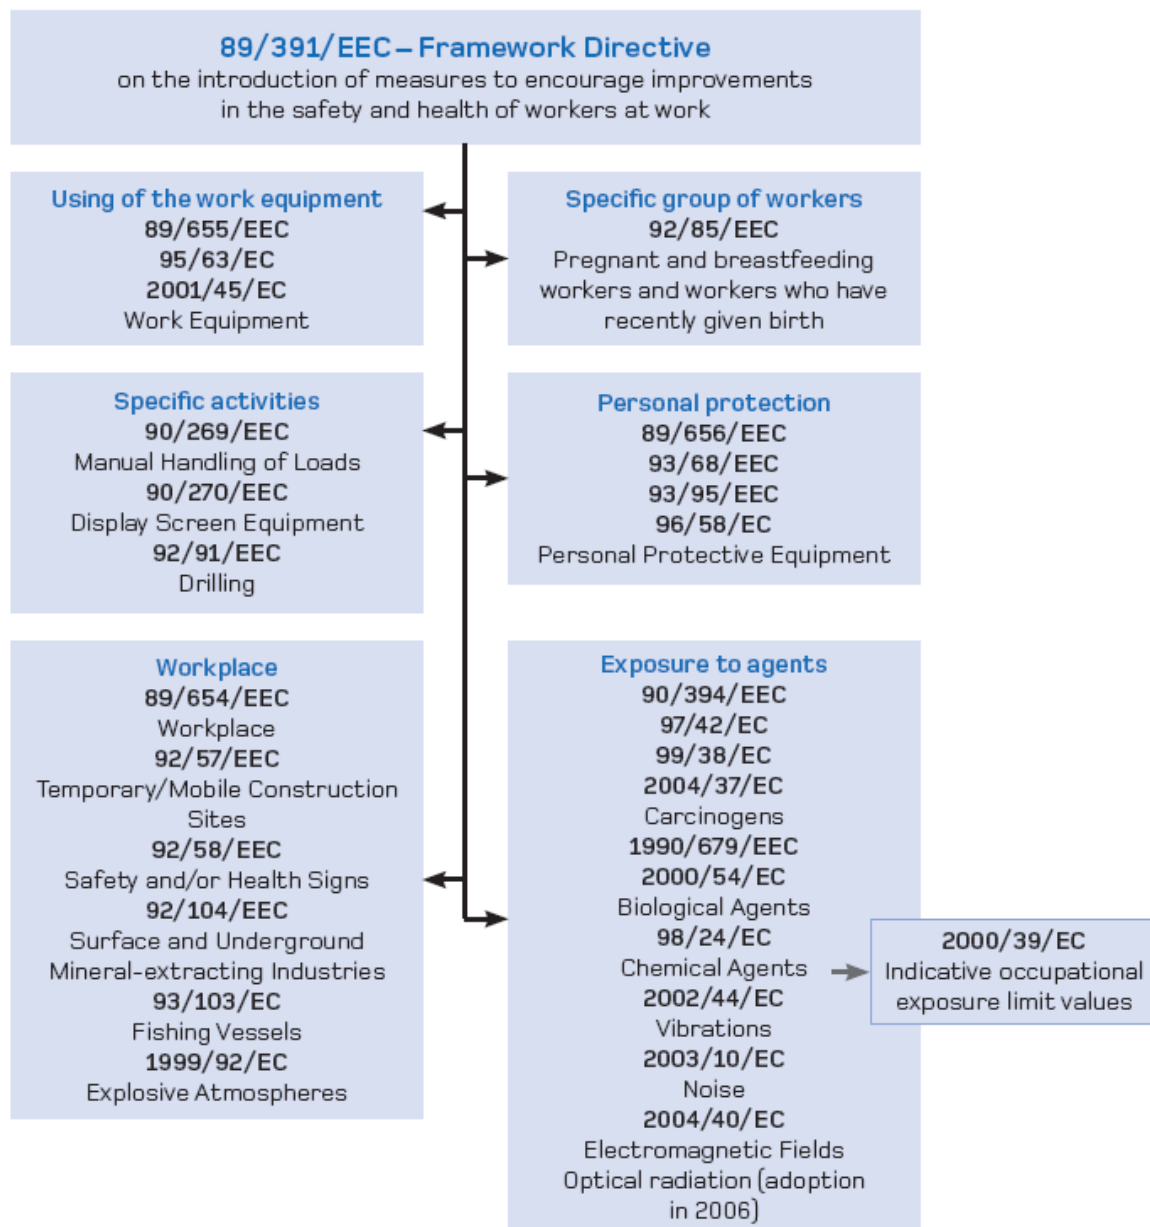 89/391/EEC – Framework Directive
on the introduction of measures to encourage improvements
in the safety and health of workers at work
Using of the work equipment
89/655/EEC
95/63/EC
2001/45/EC
Work Equipment
Specific group of workers
92/85/EEC
Pregnant and breastfeeding
workers and workers who have
recently given birth
Specific activities
90/269/EEC
Manual Handling of Loads
90/270/EEC
Display Screen Equipment
92/91/EEC
Drilling
Personal protection
89/656/EEC
93/68/EEC
93/95/EEC
96/58/EC
Personal Protective Equipment
Workplace
89/654/EEC
Workplace
92/57/EEC
Temporary/Mobile Construction
Sites
92/58/EEC
Safety and/or Health Signs
92/104/EEC
Surface and Underground
Mineral-extracting Industries
93/103/EC
Fishing Vessels
1999/92/EC
Explosive Atmospheres
Exposure to agents
90/394/EEC
97/42/EC
99/38/EC
2004/37/EC
Carcinogens
1990/679/EEC
2000/54/EC
Biological Agents
98/24/EC
Chemical Agents
2002/44/EC
Vibrations
2003/10/EC
Noise
2004/40/EC
Electromagnetic Fields
Optical radiation (adoption
in 2006)
2000/39/EC
Indicative occupational
exposure limit values